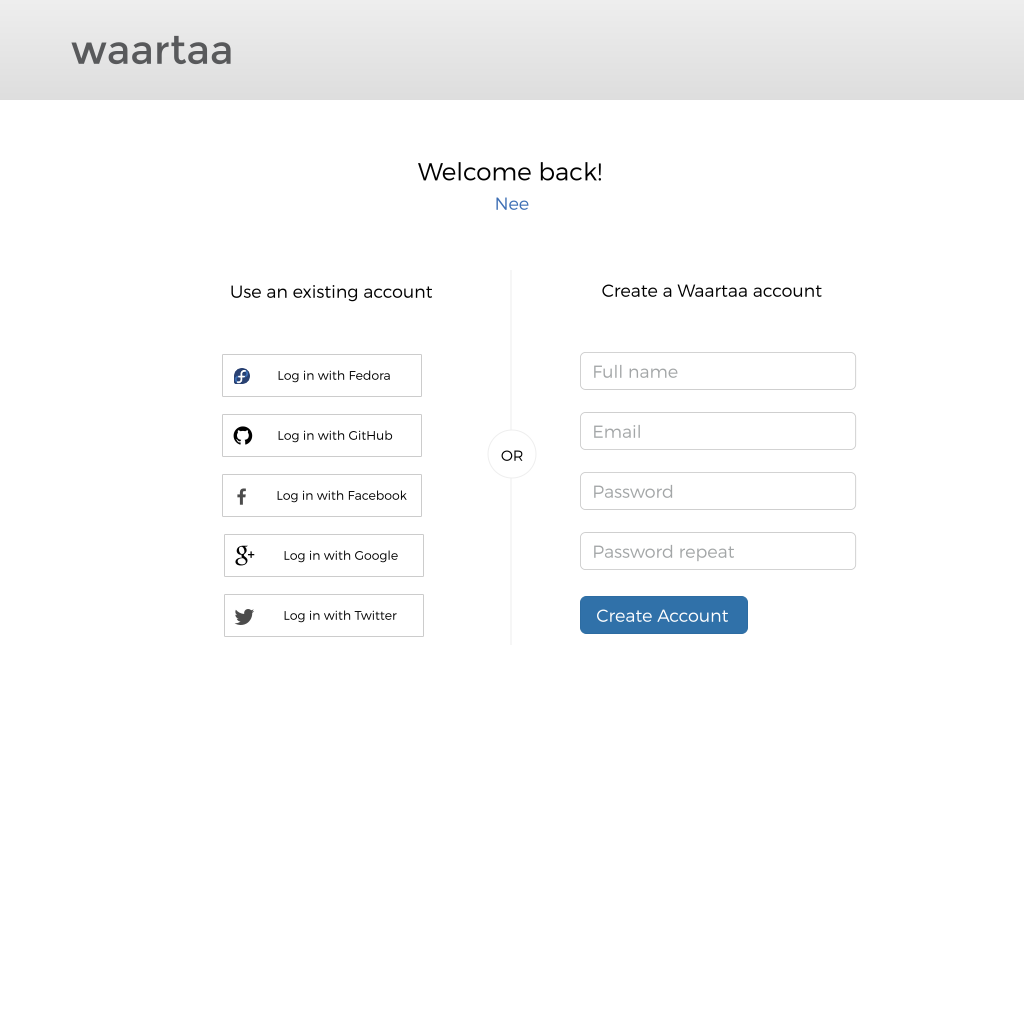 waartaa
Welcome back!
Nee
Use an existing account
Log in with Fedora
Log in with GitHub
Log in with Facebook
Log in with Google
Log in with Twitter
OR
Create a Waartaa account
Full name
Email
Password
Password repeat
Create Account